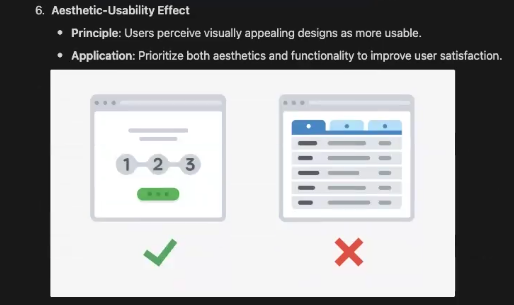 6. Aesthetic-Usability Effect
• Principle: Users perceive visually appealing designs as more usable.
• Application: Prioritize both aesthetics and functionality to improve user satisfaction.
1 2 3